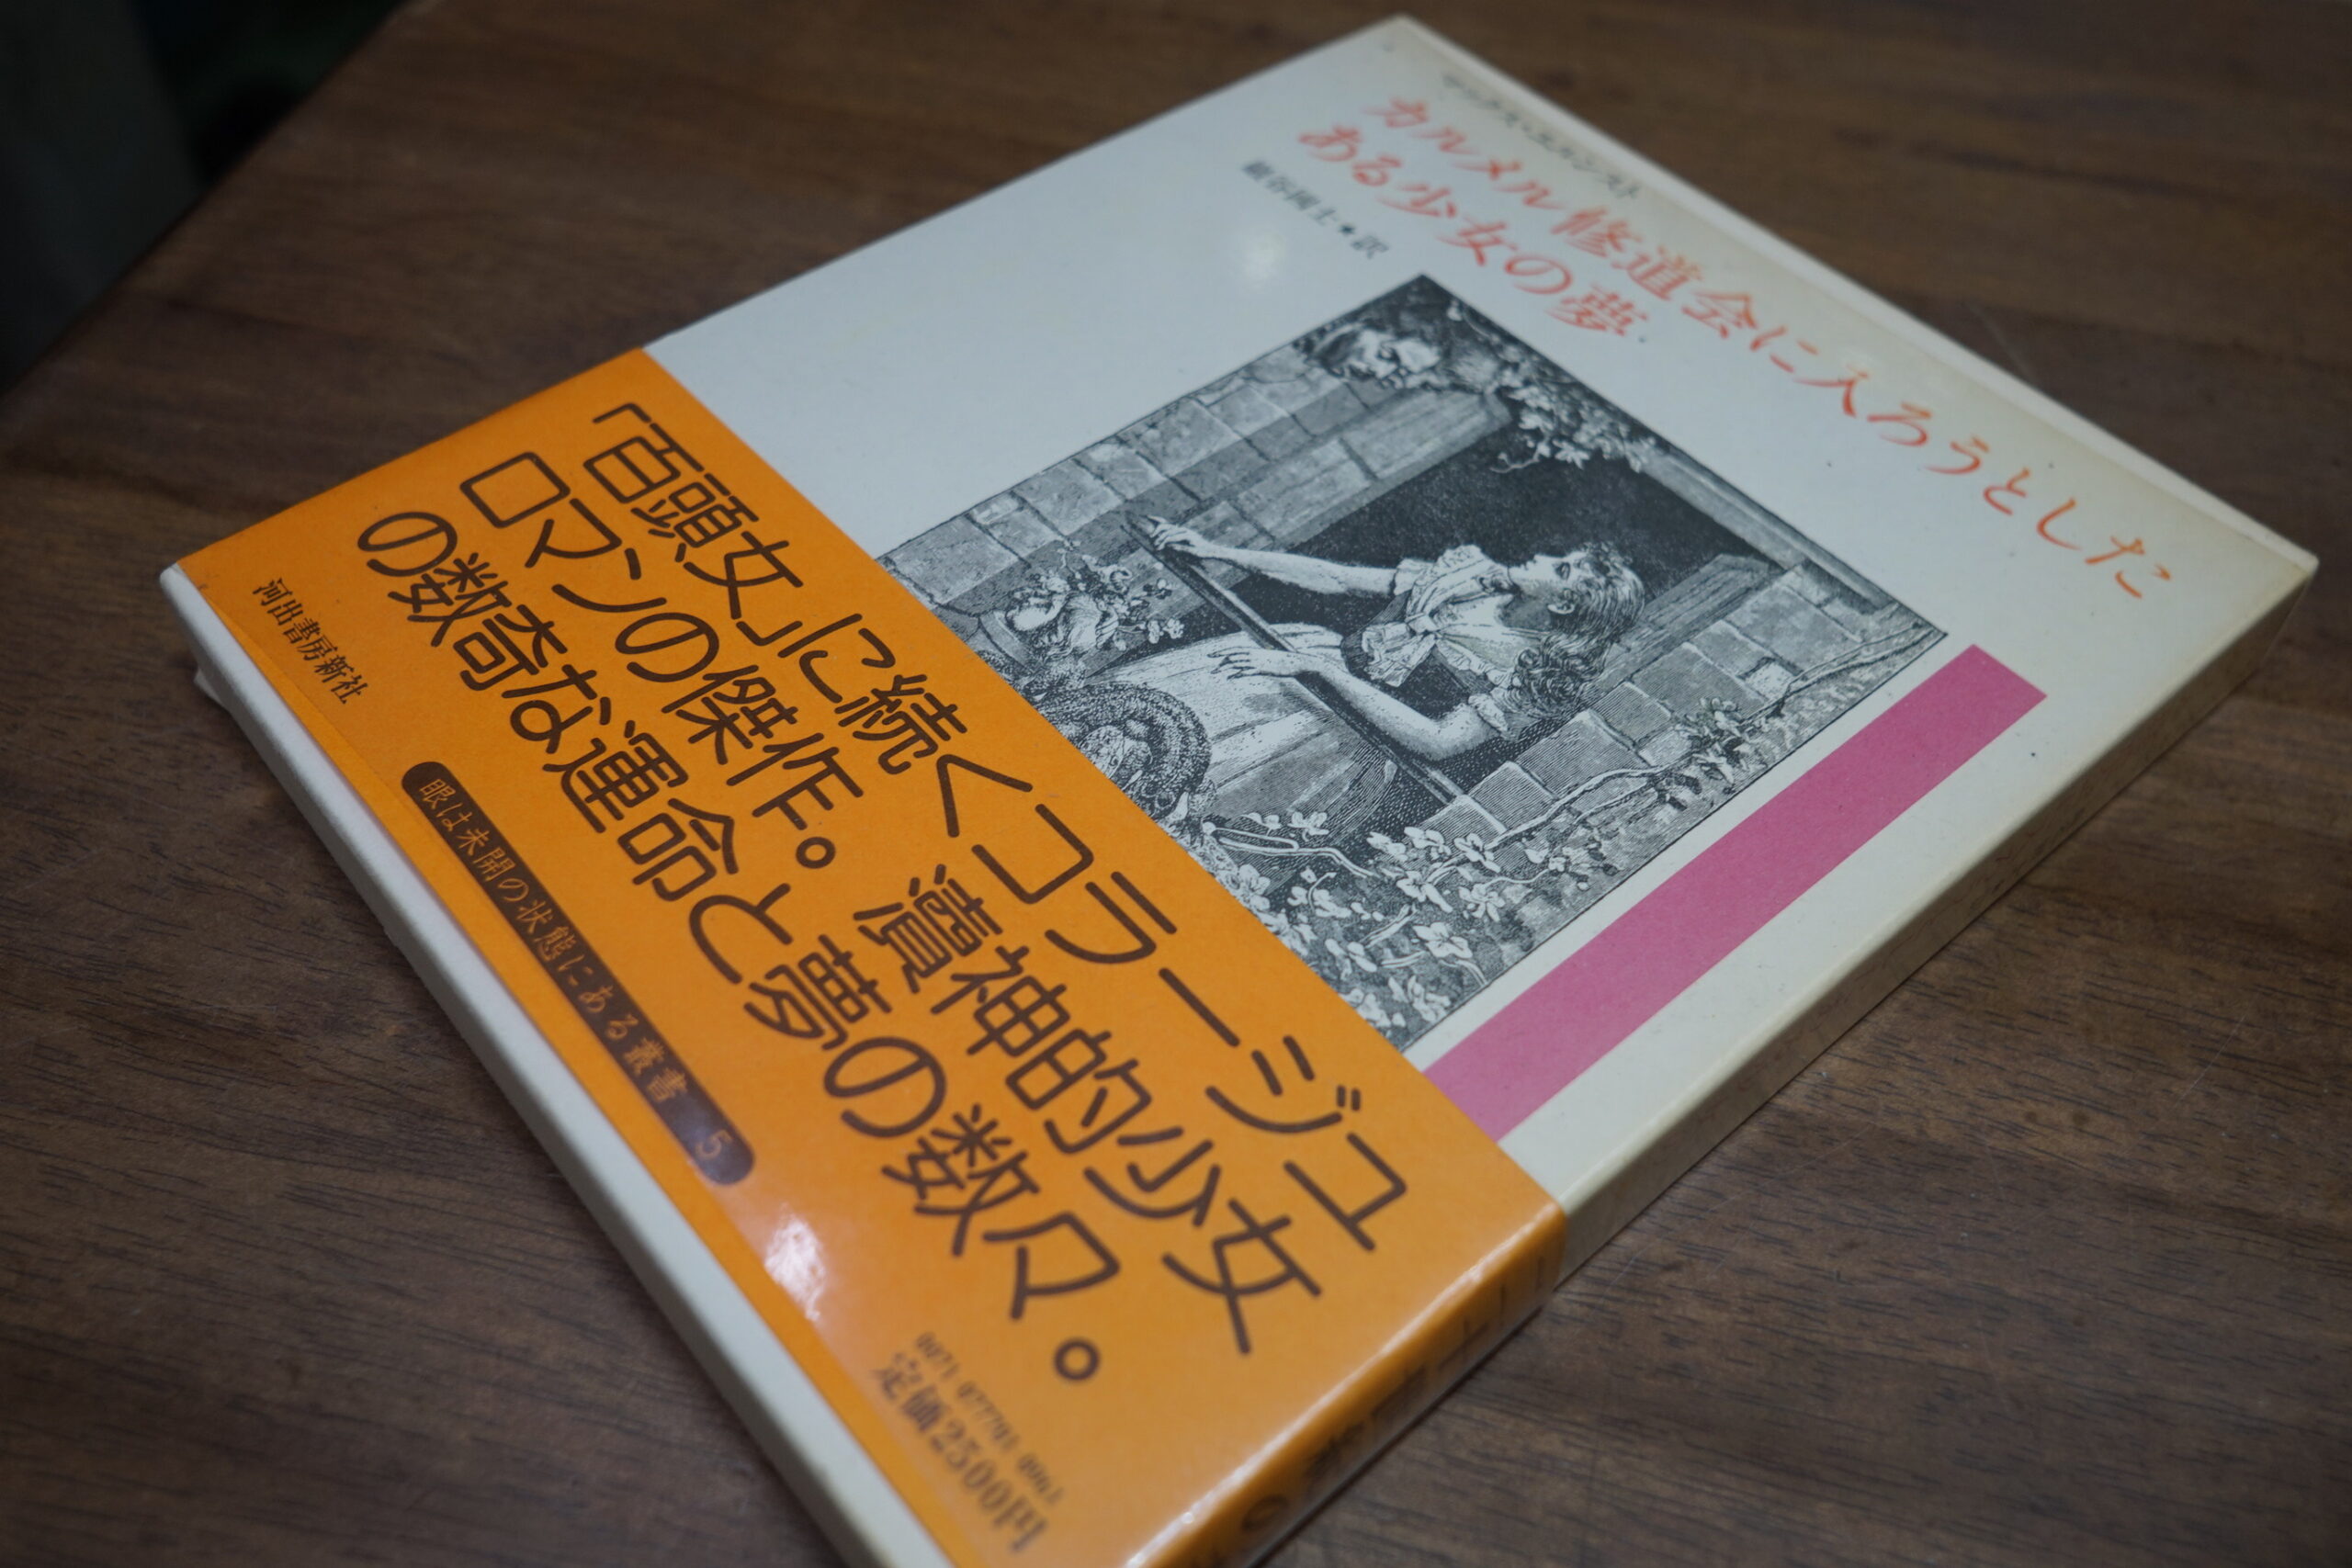 マックス・エルンスト
カルメル修道会に入ろうとした
ある少女の夢
巖谷國士★訳
「百頭女」に続くコラージュ
ロマンの傑作。瀆神的少女
の数奇な運命と夢の数々。
河出書房新社
眼は未開の状態にある叢書 5
0071-077701-0961
定価2500円